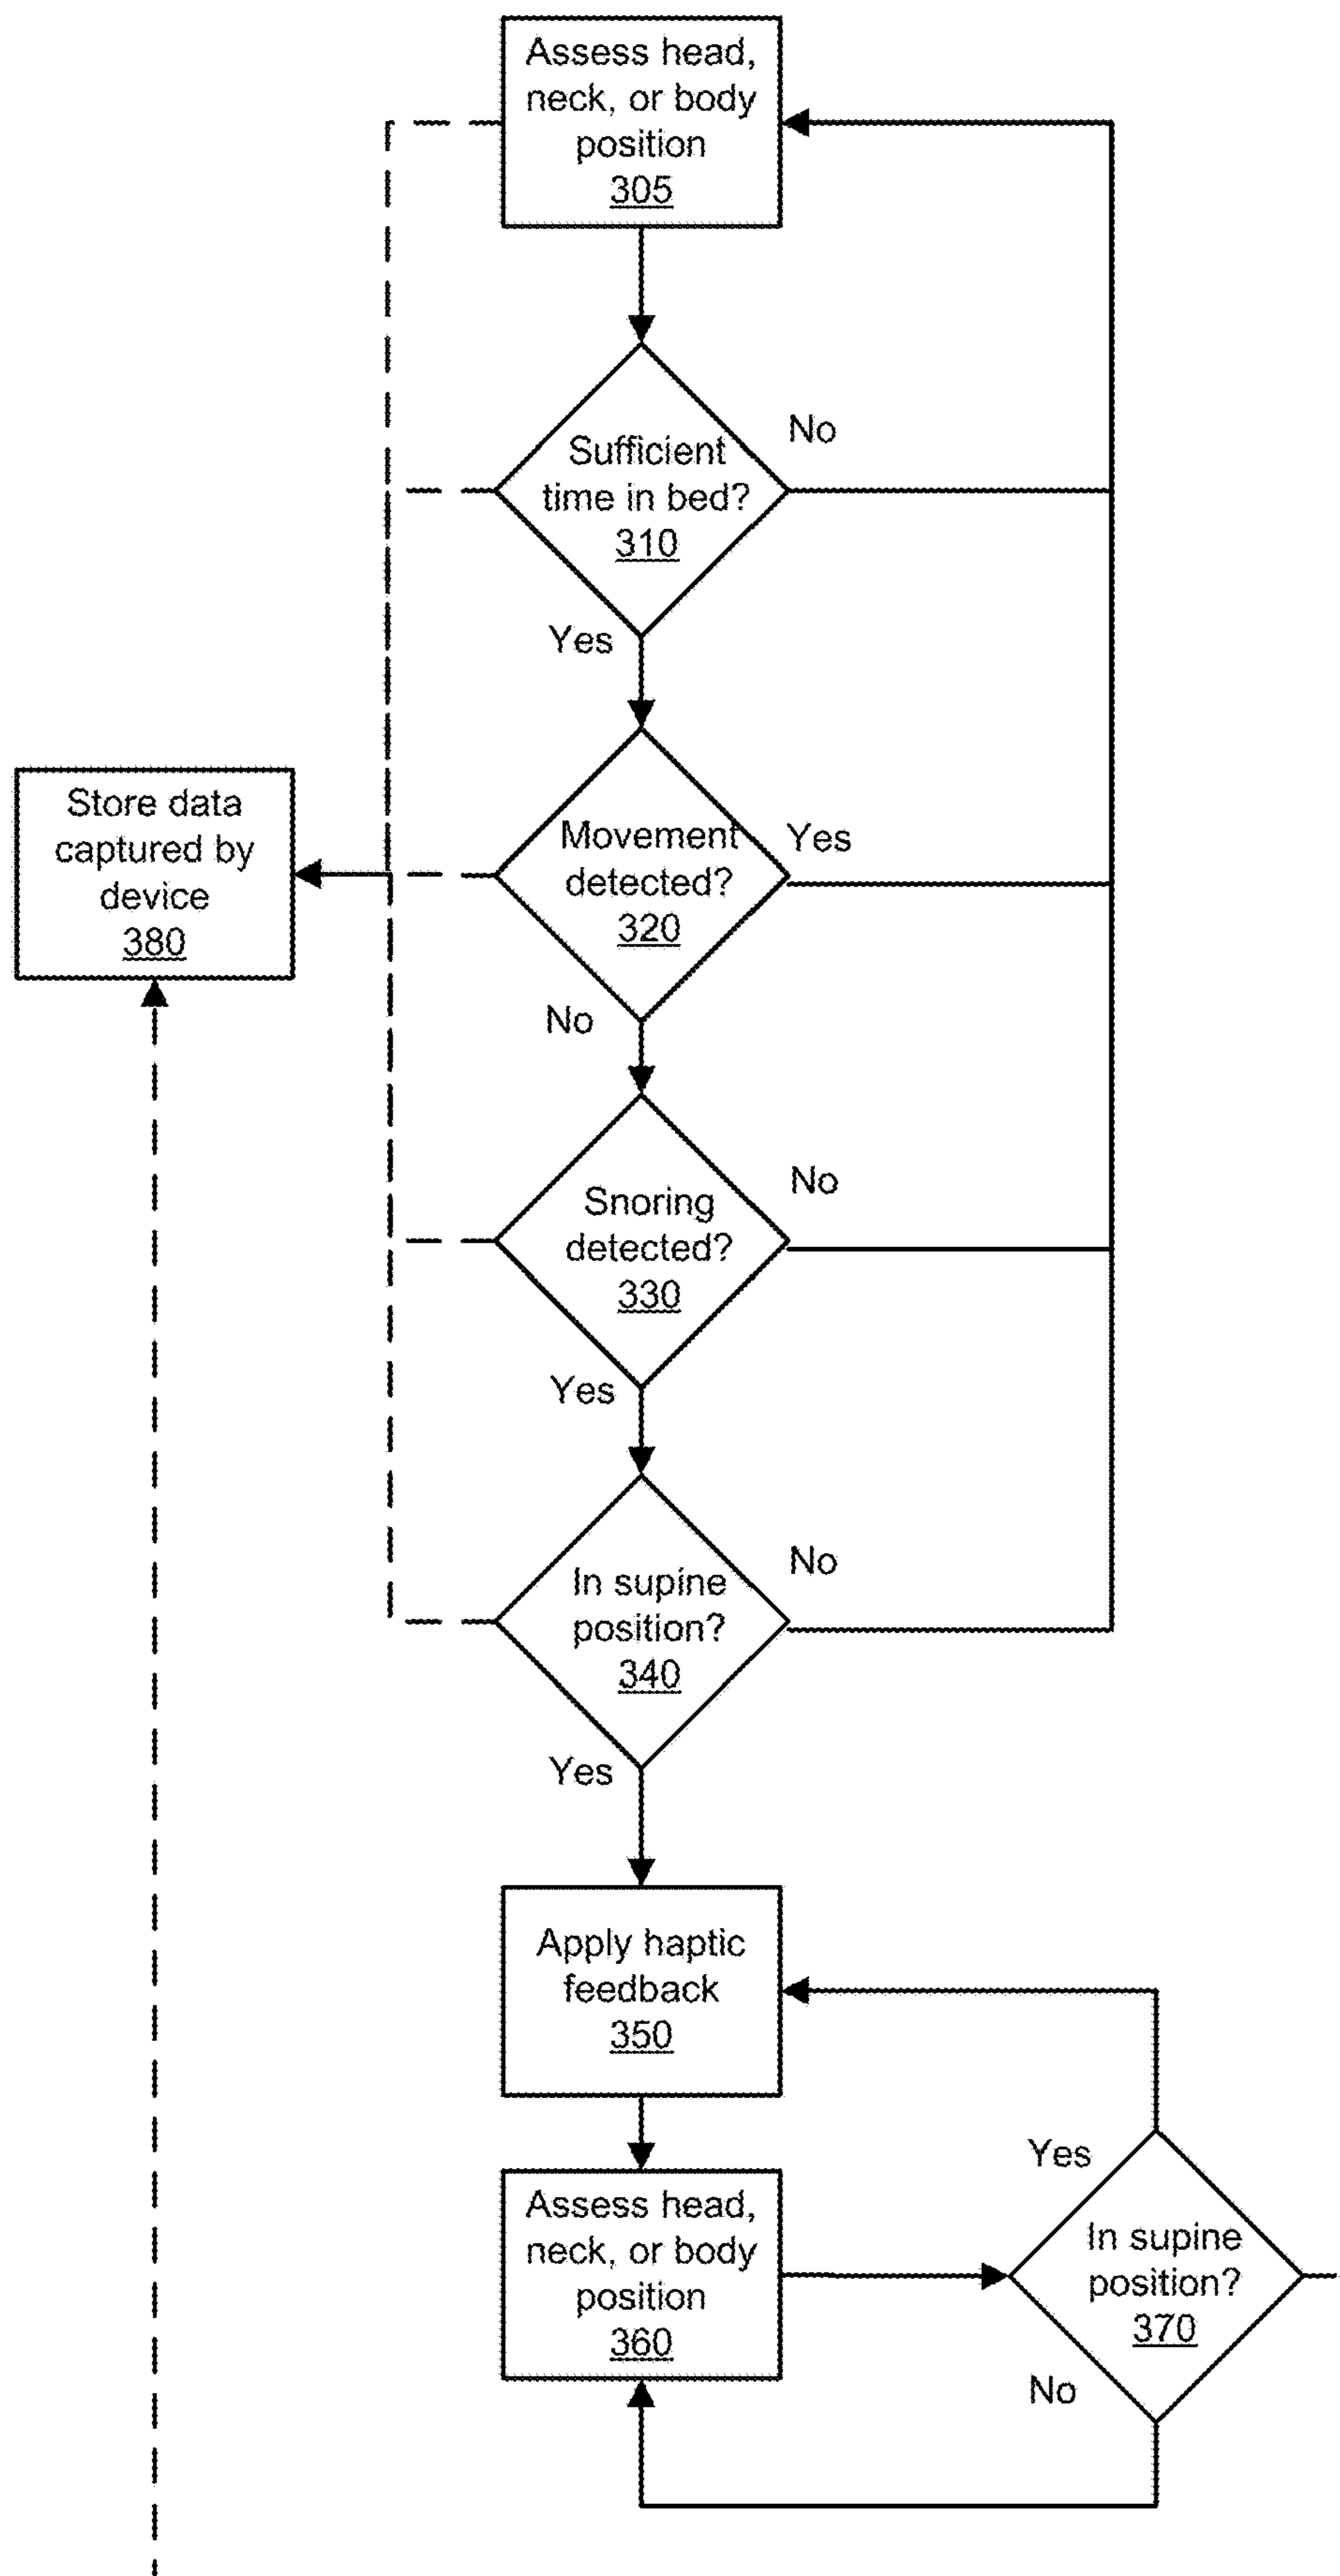 Assess head,
neck, or body
position
305
Sufficient
time in bed?
310
No
Yes
Store data
captured by
device
380
Movement
detected?
320
Yes
No
Snoring
detected?
330
No
Yes
In supine
position?
340
No
Yes
Apply haptic
feedback
350
Assess head,
neck, or body
position
360
Yes
In supine
position?
370
No